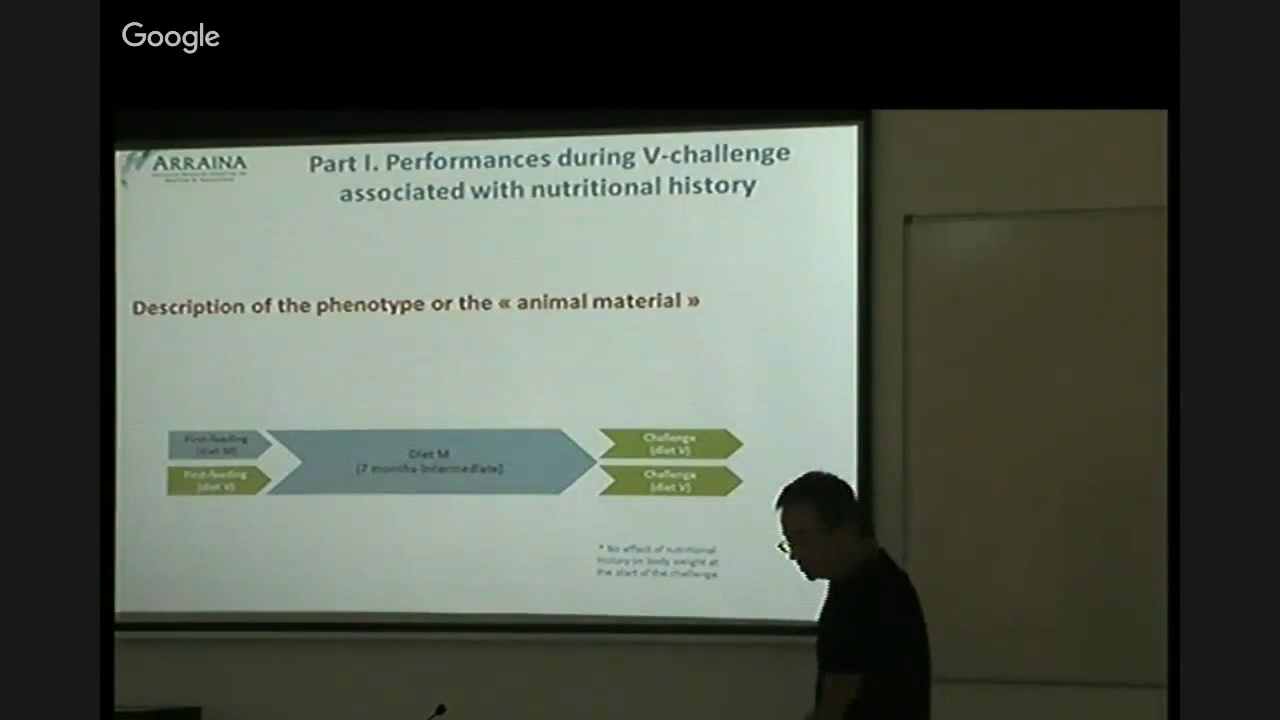 Google
ARRAINA
Part I. Performances during V-challenge
associated with nutritional history
Description of the phenotype or the « animal material »
First-feeding
(diet M)
Diet M
(7 months-Intermediate)
Challenge
(diet V)
First-feeding
(diet V)
Challenge
(diet V)
* No effect of nutritional
history on body weight at
the start of the challenge